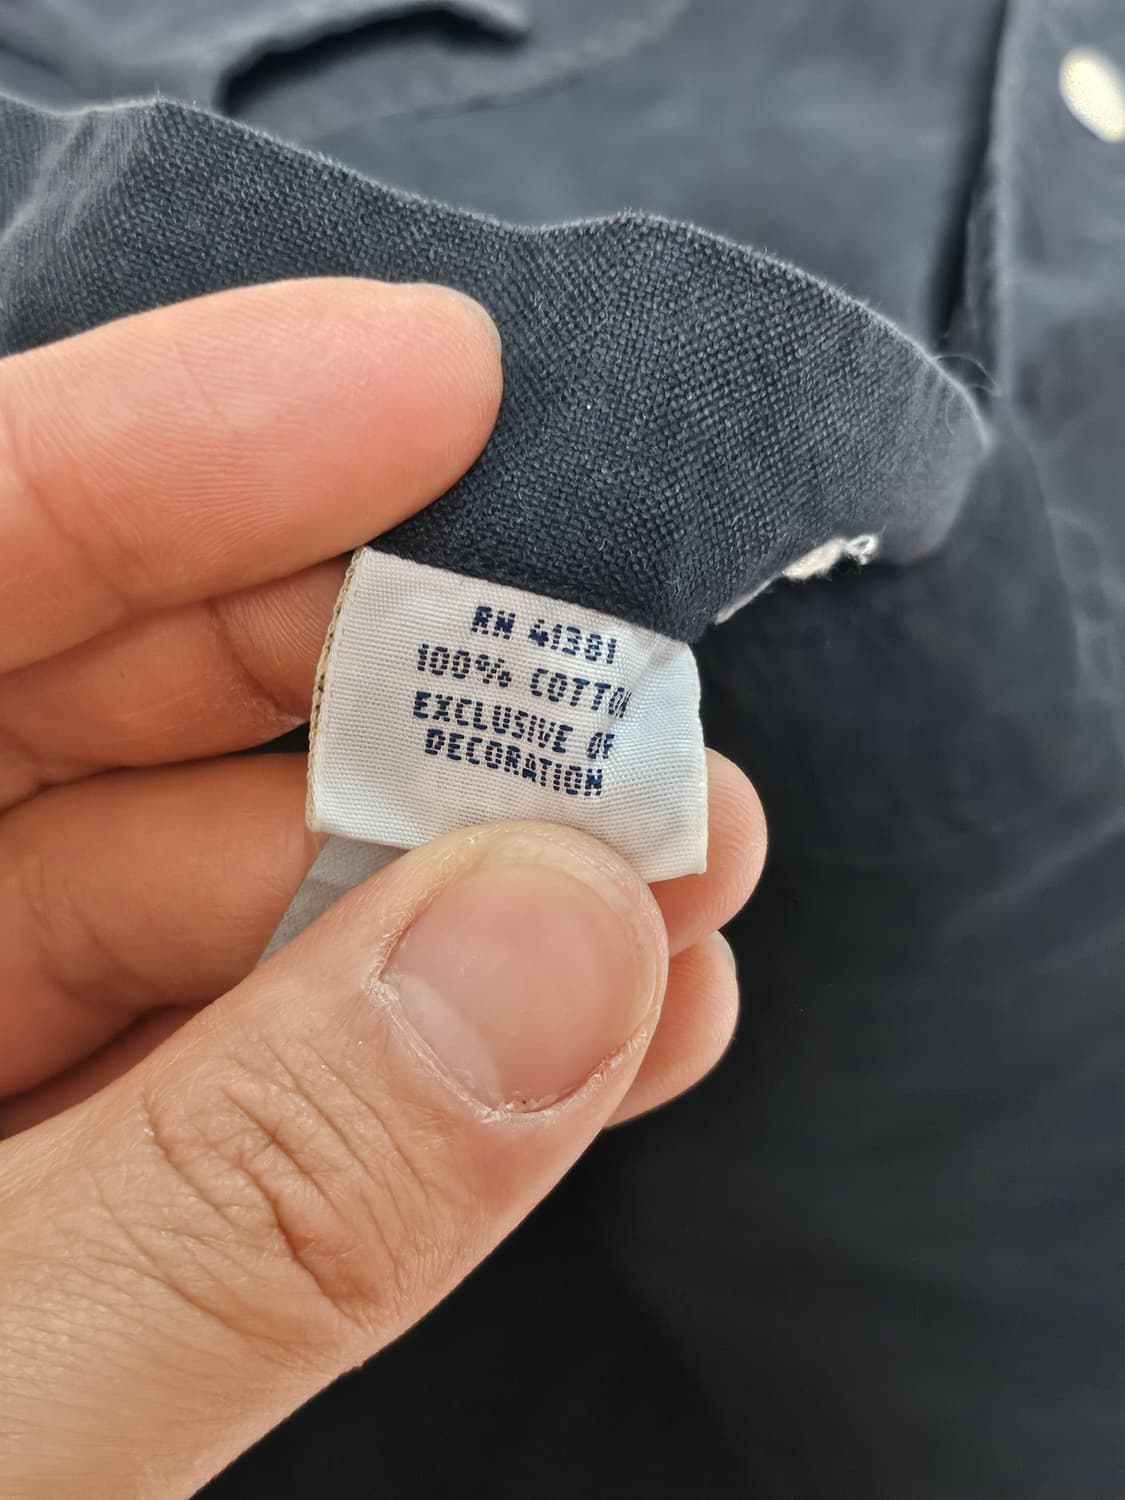 RN 41381
100% COTTON
EXCLUSIVE OF
DECORATION